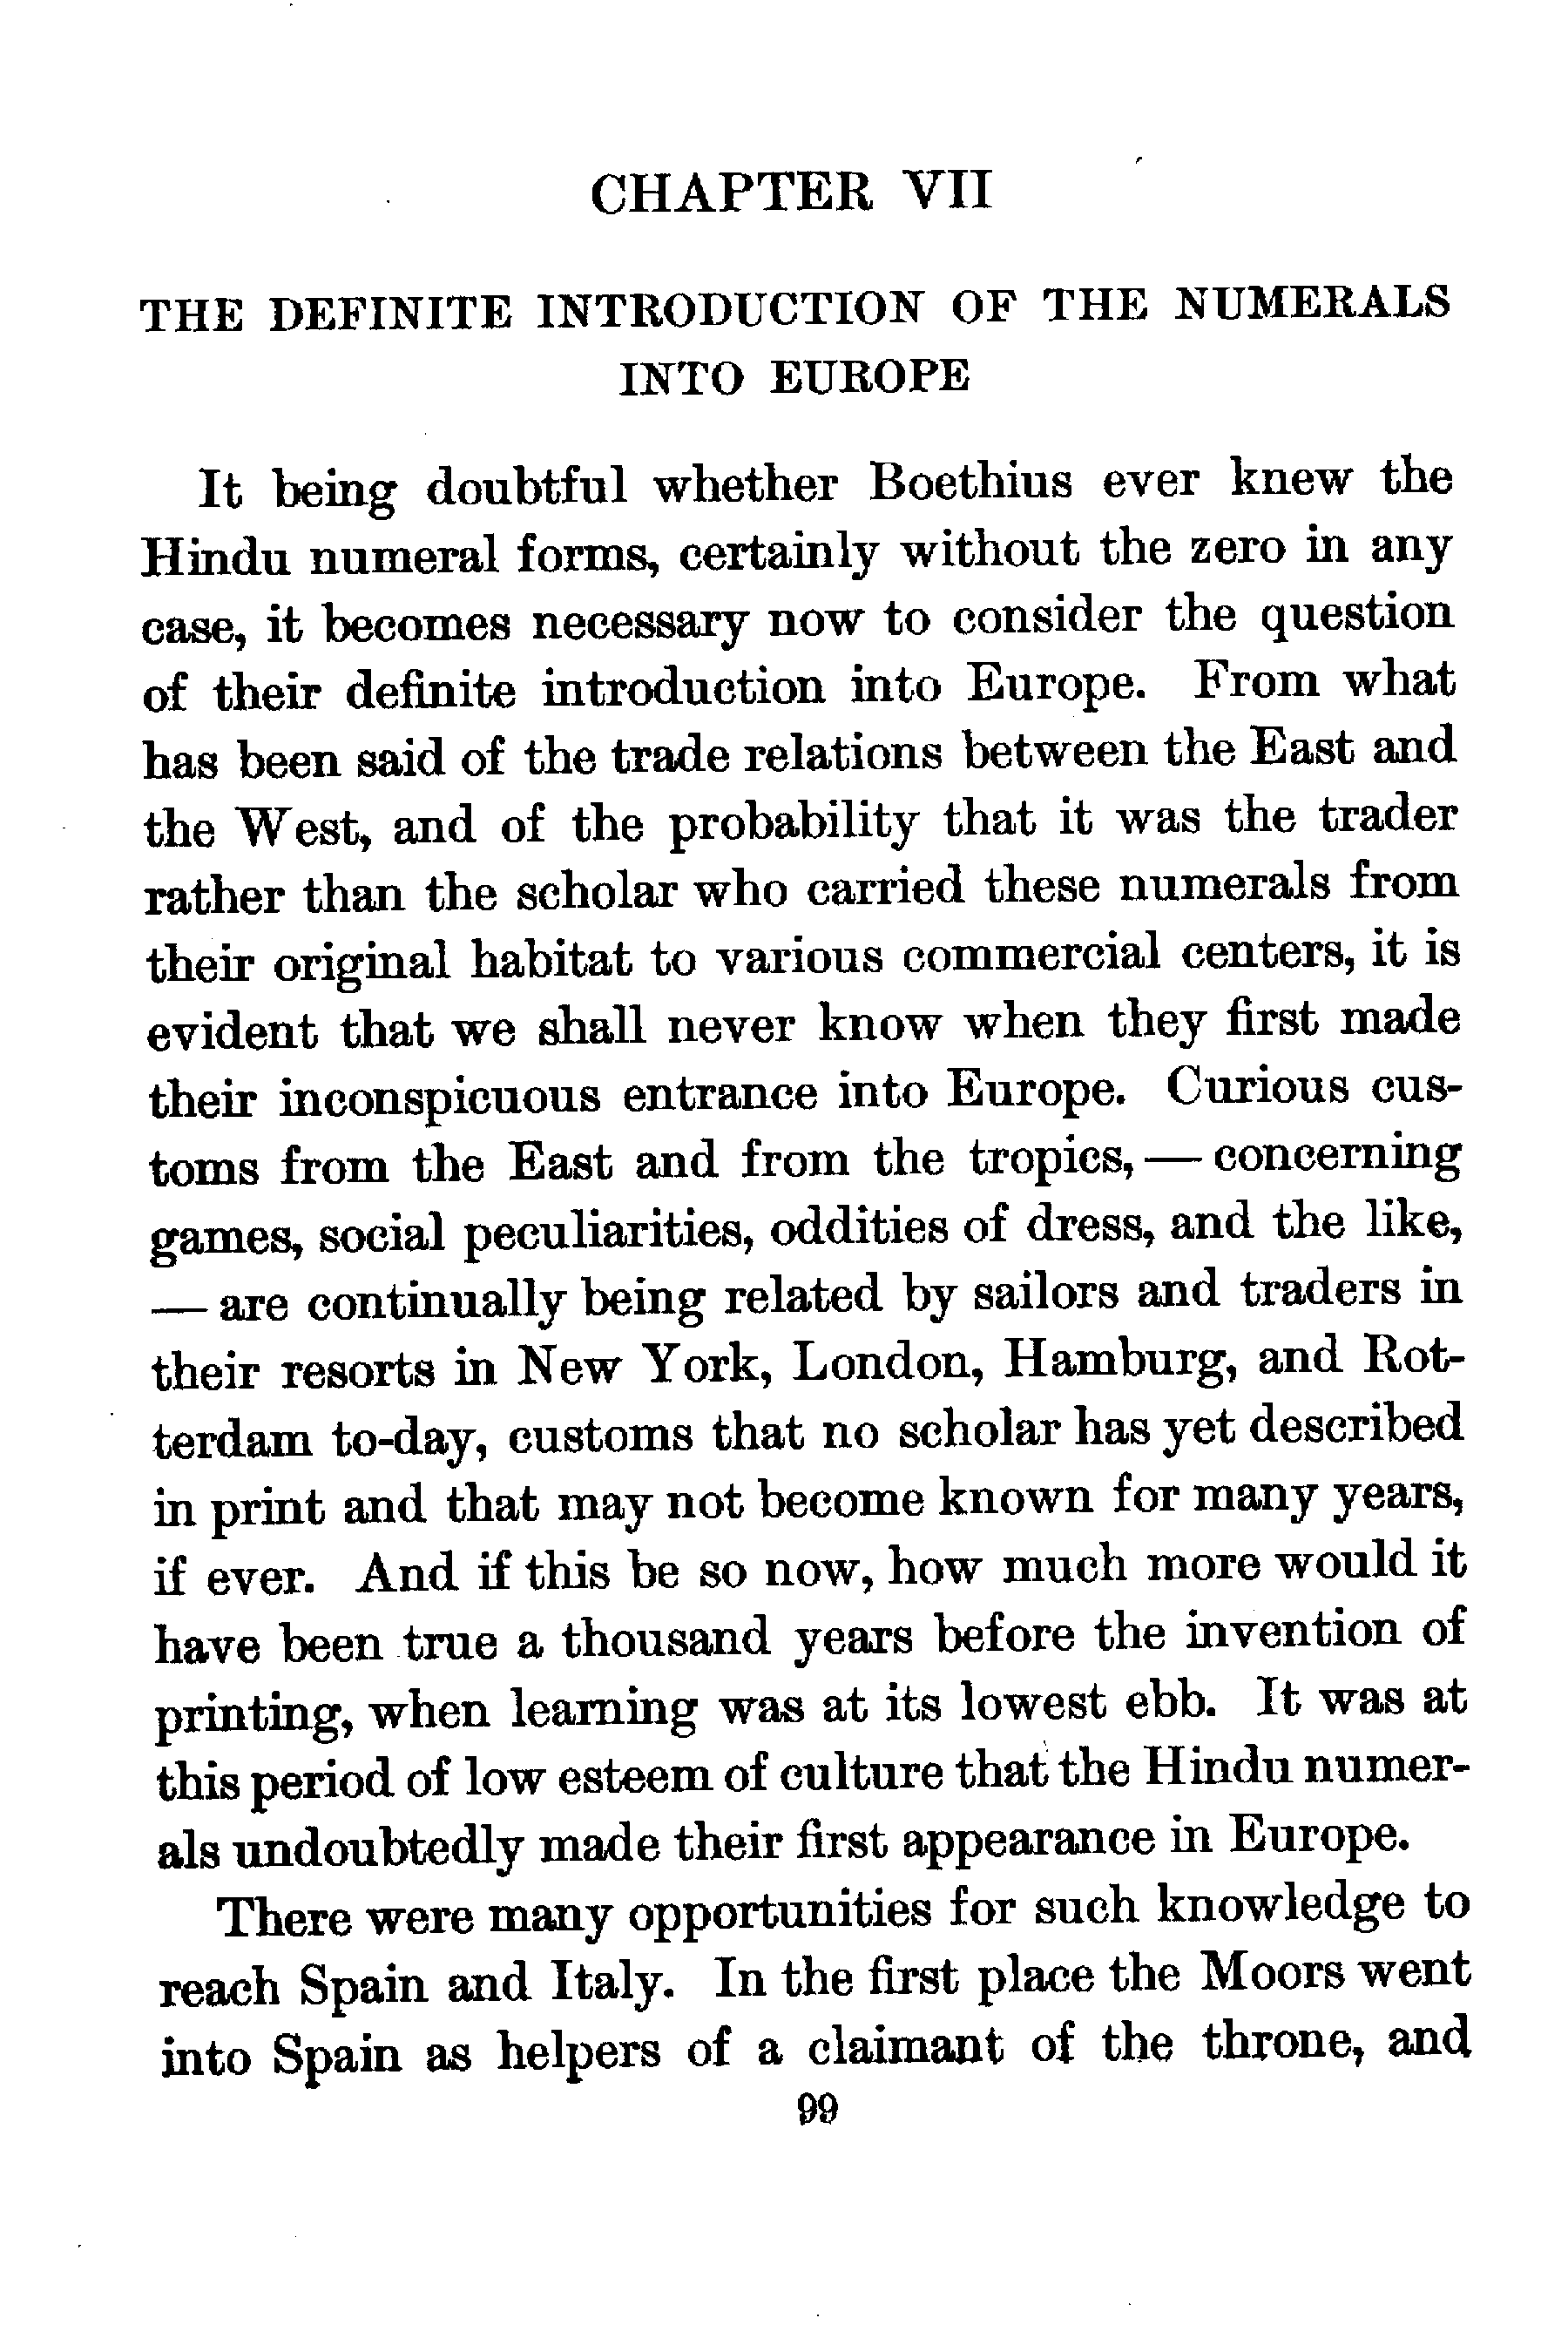 CHAPTER VII
THE DEFINITE INTRODUCTION OF THE NUMERALS
INTO EUROPE
It being doubtful whether Boethius ever knew the
Hindu numeral forms, certainly without the zero in any
case, it becomes necessary now to consider the question
of their definite introduction into Europe. From what
has been said of the trade relations between the East and
the West, and of the probability that it was the trader
rather than the scholar who carried these numerals from
their original habitat to various commercial centers, it is
evident that we shall never know when they first made
their inconspicuous entrance into Europe. Curious cus-
toms from the East and from the tropics, — concerning
games, social peculiarities, oddities of dress, and the like,
— are continually being related by sailors and traders in
their resorts in New York, London, Hamburg, and Rot-
terdam to-day, customs that no scholar has yet described
in print and that may not become known for many years,
if ever. And if this be so now, how much more would it
have been true a thousand years before the invention of
printing, when learning was at its lowest ebb. It was at
this period of low esteem of culture that the Hindu numer-
als undoubtedly made their first appearance in Europe.
There were many opportunities for such knowledge to
reach Spain and Italy. In the first place the Moors went
into Spain as helpers of a claimant of the throne, and
99